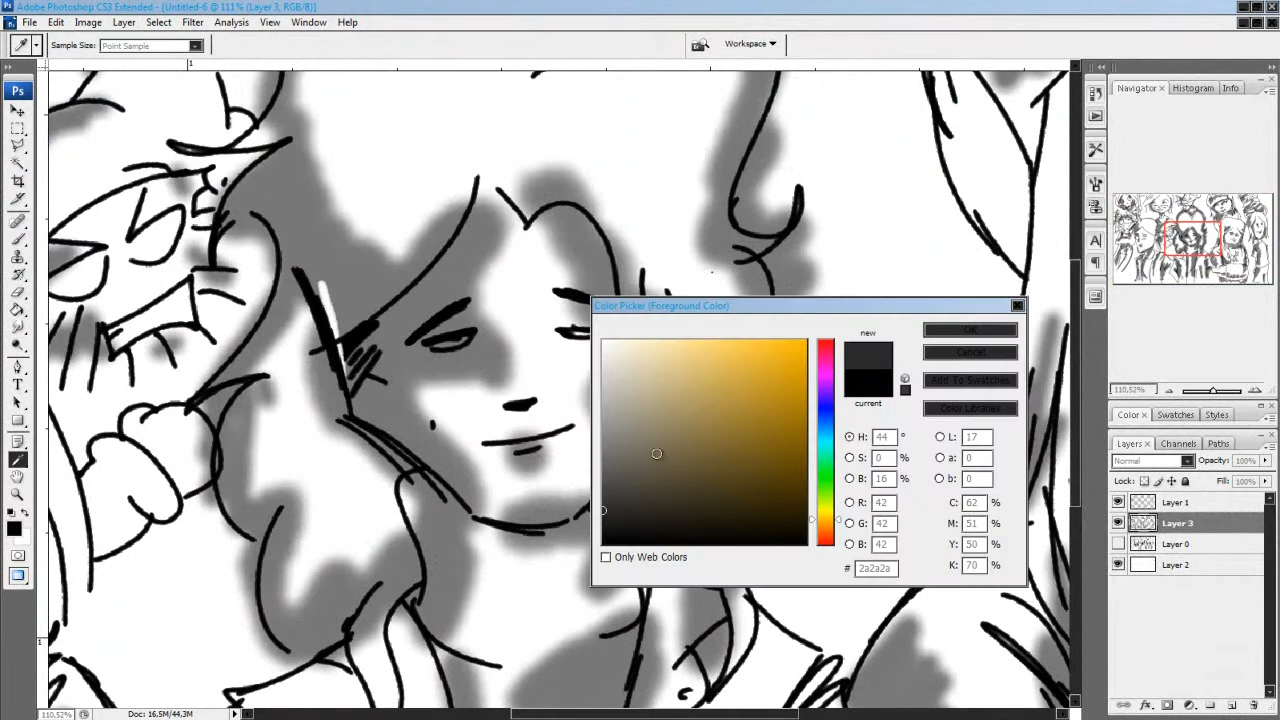 Adobe Photoshop CS3 Extended - [Untitled-6 @ 111% (Layer 3, RGB/8)]
File Edit Image Layer Select Filter Analysis View Window Help
Sample Size: Point Sample
Workspace
1
Ps
Navigator Histogram Info
110,52%
Color Swatches Styles
Layers Channels Paths
Normal Opacity: 100%
Lock: Fill: 100%
Layer 1
Layer 3
Layer 0
Layer 2
Color Picker (Foreground Color)
new
current
OK
Cancel
Add To Swatches
Color Libraries
H: 44 ° L: 17
S: 0 % a: 0
B: 16 % b: 0
R: 42 C: 62 %
G: 42 M: 51 %
B: 42 Y: 50 %
# 2a2a2a K: 70 %
Only Web Colors
1
110,52% Doc: 16,5M/44,3M